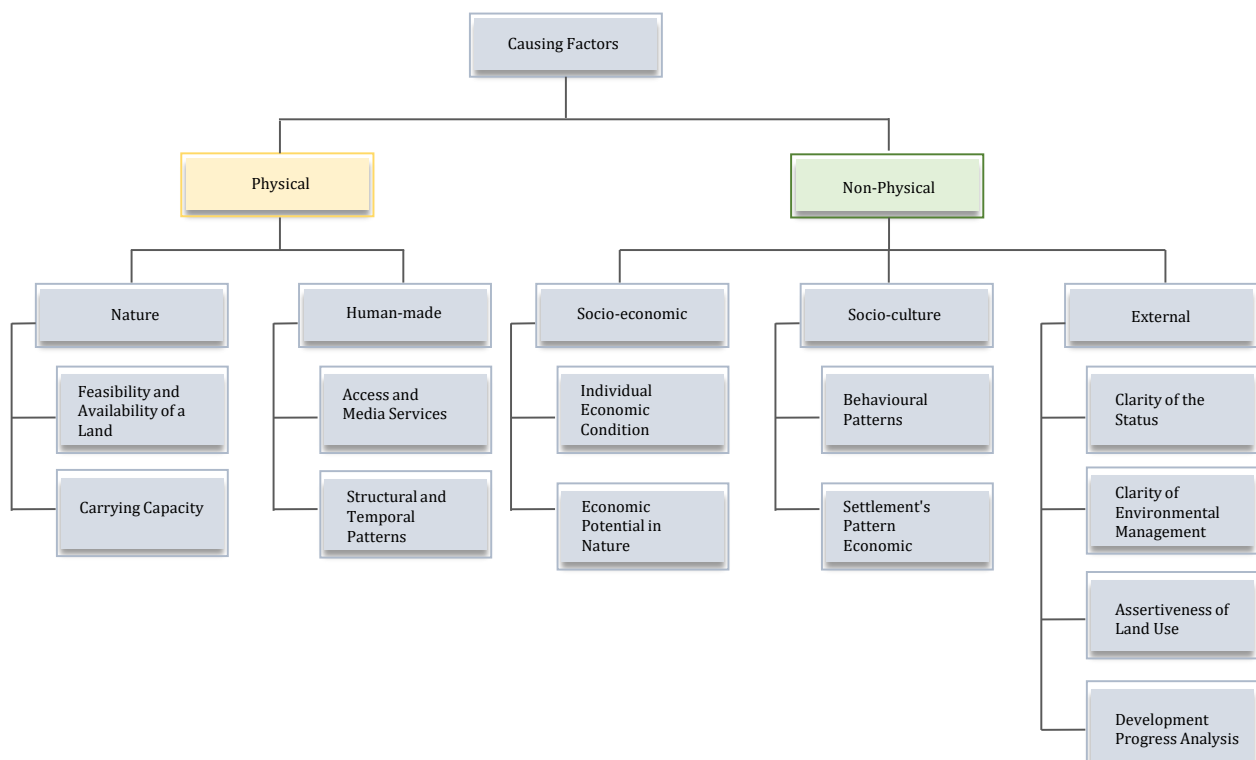 Causing Factors
Physical
Non-Physical
Nature
Human-made
Socio-economic
Socio-culture
External
Feasibility and
Availability of a
Land
Access and
Media Services
Individual
Economic
Condition
Behavioural
Patterns
Clarity of the
Status
Carrying Capacity
Structural and
Temporal
Patterns
Economic
Potential in
Nature
Settlement's
Pattern
Economic
Clarity of
Environmental
Management
Assertiveness of
Land Use
Development
Progress Analysis